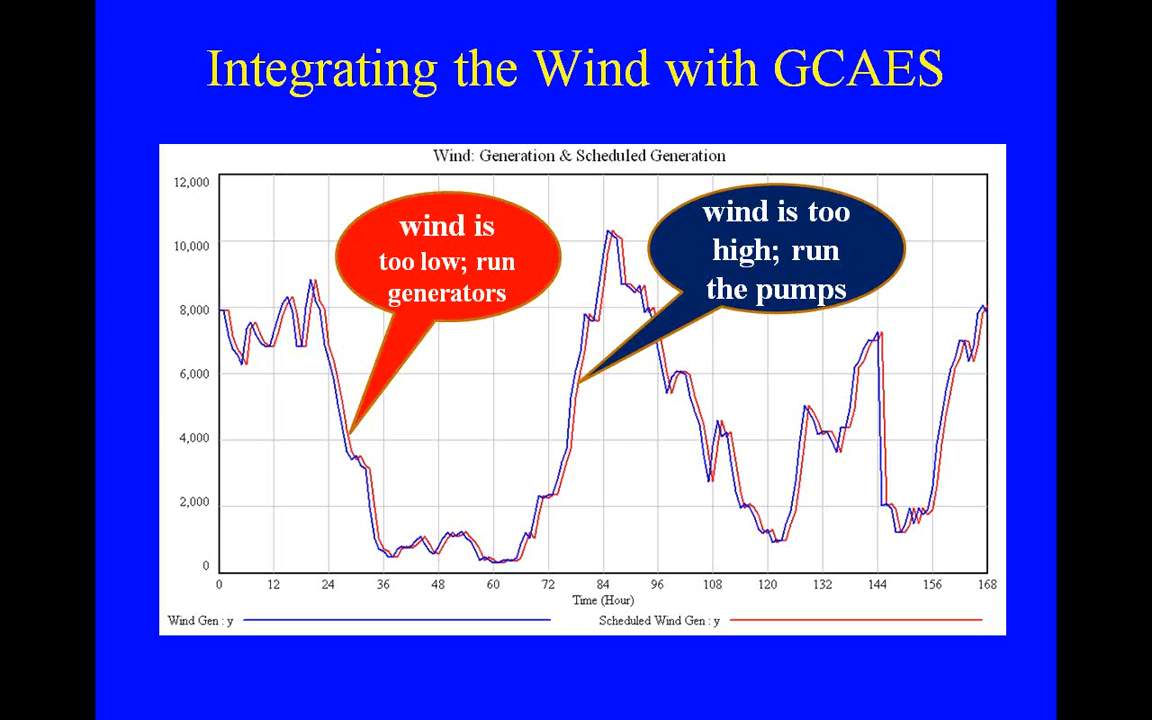 Integrating the Wind with GCAES
Wind: Generation & Scheduled Generation
12,000
10,000
8,000
6,000
4,000
2,000
0
wind is
too low; run
generators
wind is too
high; run
the pumps
0 12 24 36 48 60 72 84 96 108 120 132 144 156 168
Time (Hour)
Wind Gen : y
Scheduled Wind Gen : y